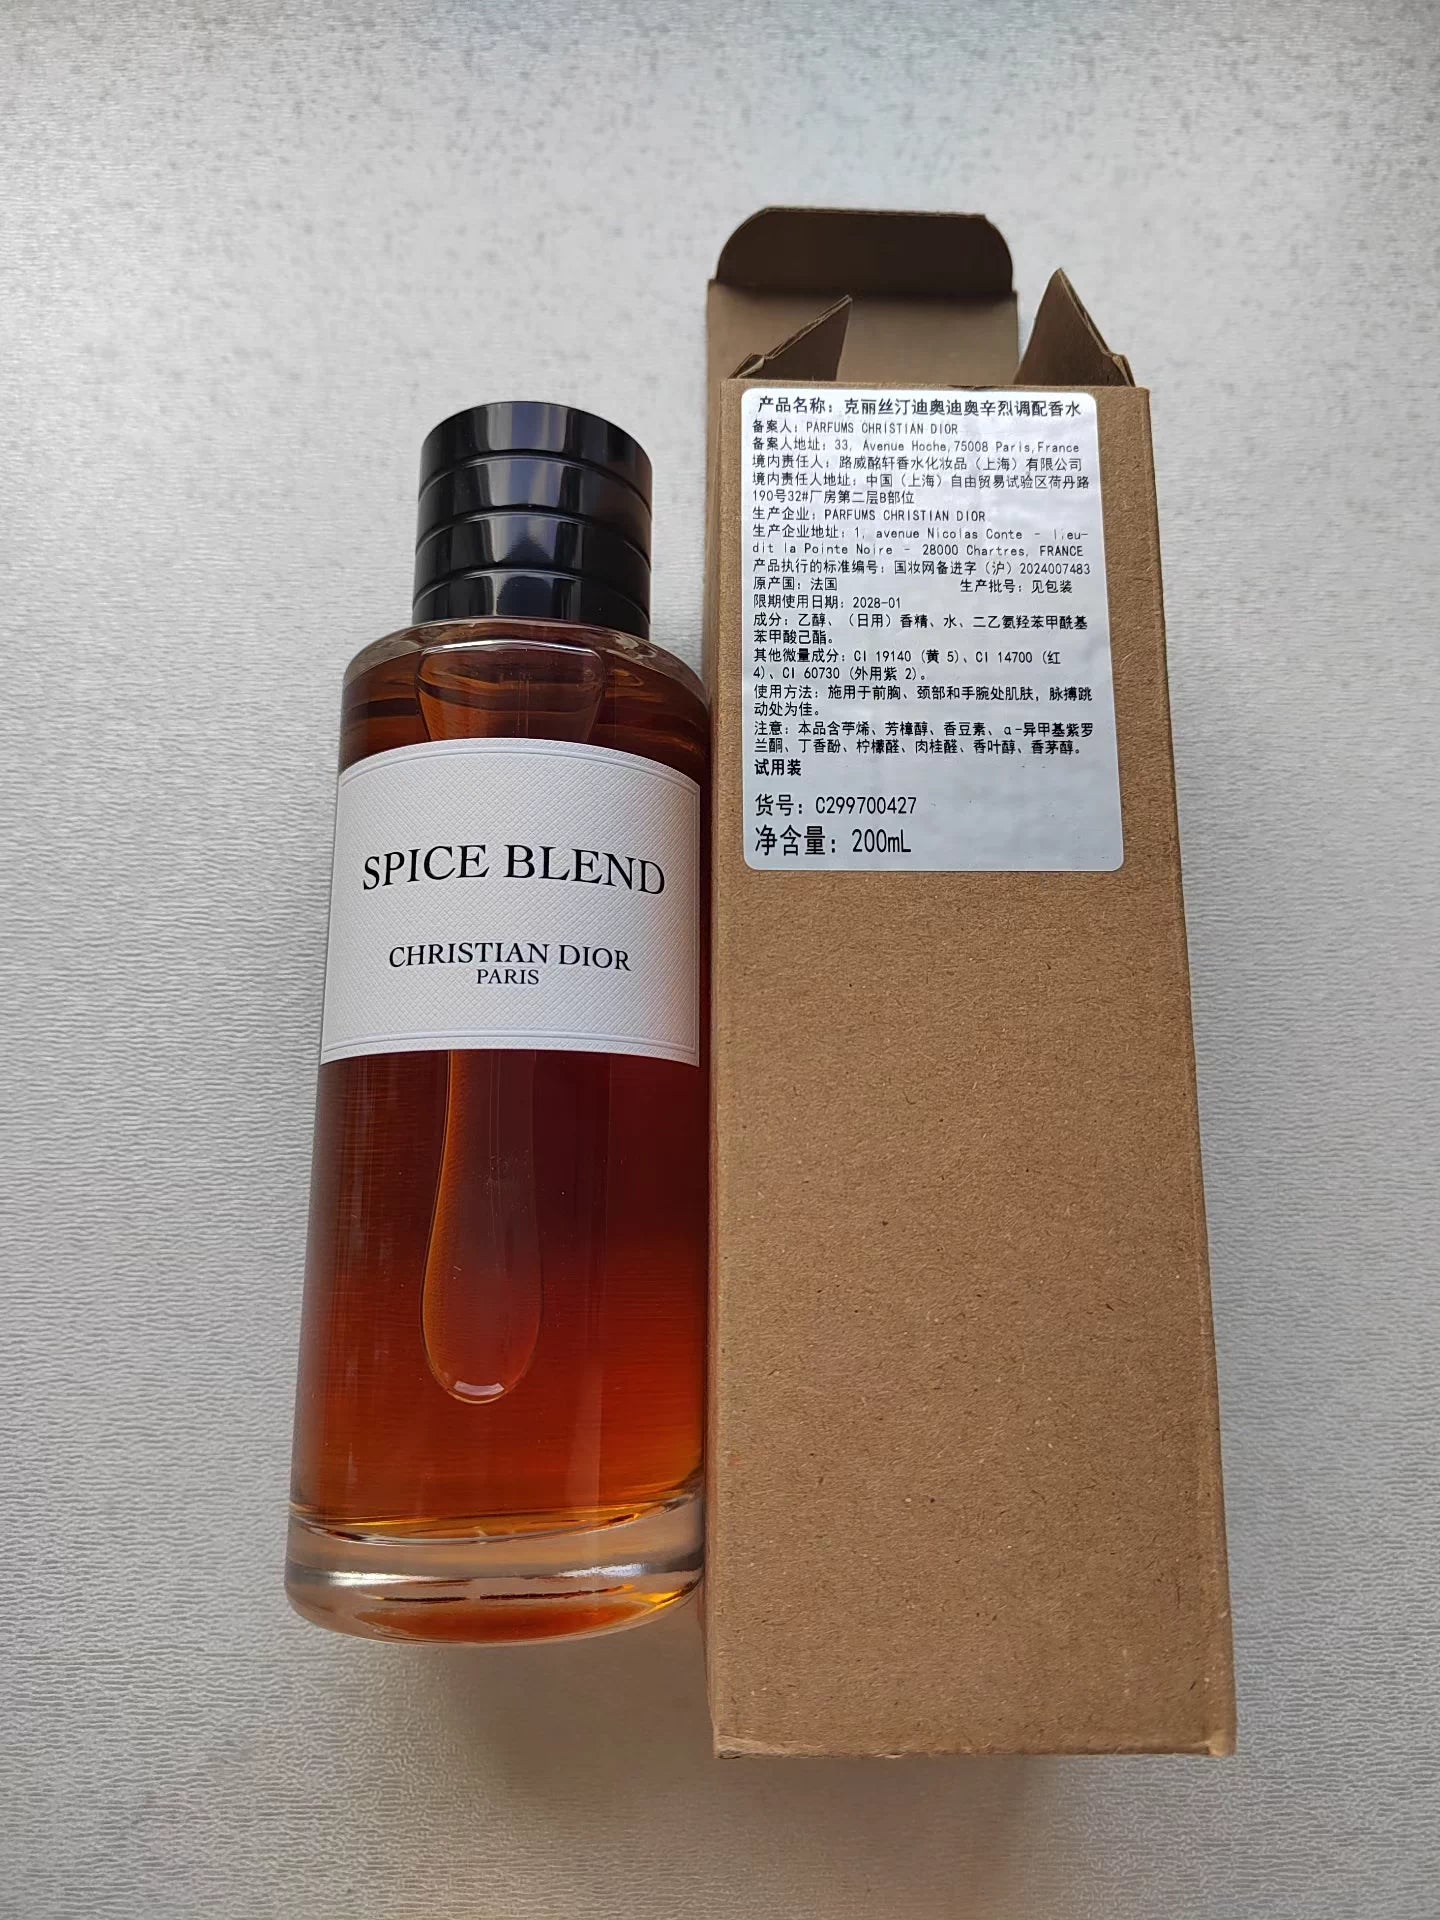 SPICE BLEND
CHRISTIAN DIOR
PARIS
产品名称：克丽丝汀迪奥迪奥辛烈调配香水
备案人：PARFUMS CHRISTIAN DIOR
备案人地址：33, Avenue Hoche,75008 Paris,France
境内责任人：路威酩轩香水化妆品（上海）有限公司
境内责任人地址：中国（上海）自由贸易试验区荷丹路
190号32#厂房第二层B部位
生产企业：PARFUMS CHRISTIAN DIOR
生产企业地址：1, avenue Nicolas Conte - lieu-
dit la Pointe Noire - 28000 Chartres, FRANCE
产品执行的标准编号：国妆网备进字（沪）2024007483
原产国：法国 生产批号：见包装
限期使用日期：2028-01
成分：乙醇、（日用）香精、水、二乙氨羟苯甲酰基
苯甲酸己酯。
其他微量成分：CI 19140 (黄 5)、CI 14700 (红
4)、CI 60730 (外用紫 2)。
使用方法：施用于前胸、颈部和手腕处肌肤，脉搏跳
动处为佳。
注意：本品含苧烯、芳樟醇、香豆素、α-异甲基紫罗
兰酮、丁香酚、柠檬醛、肉桂醛、香叶醇、香茅醇。
试用装
货号：C299700427
净含量：200mL